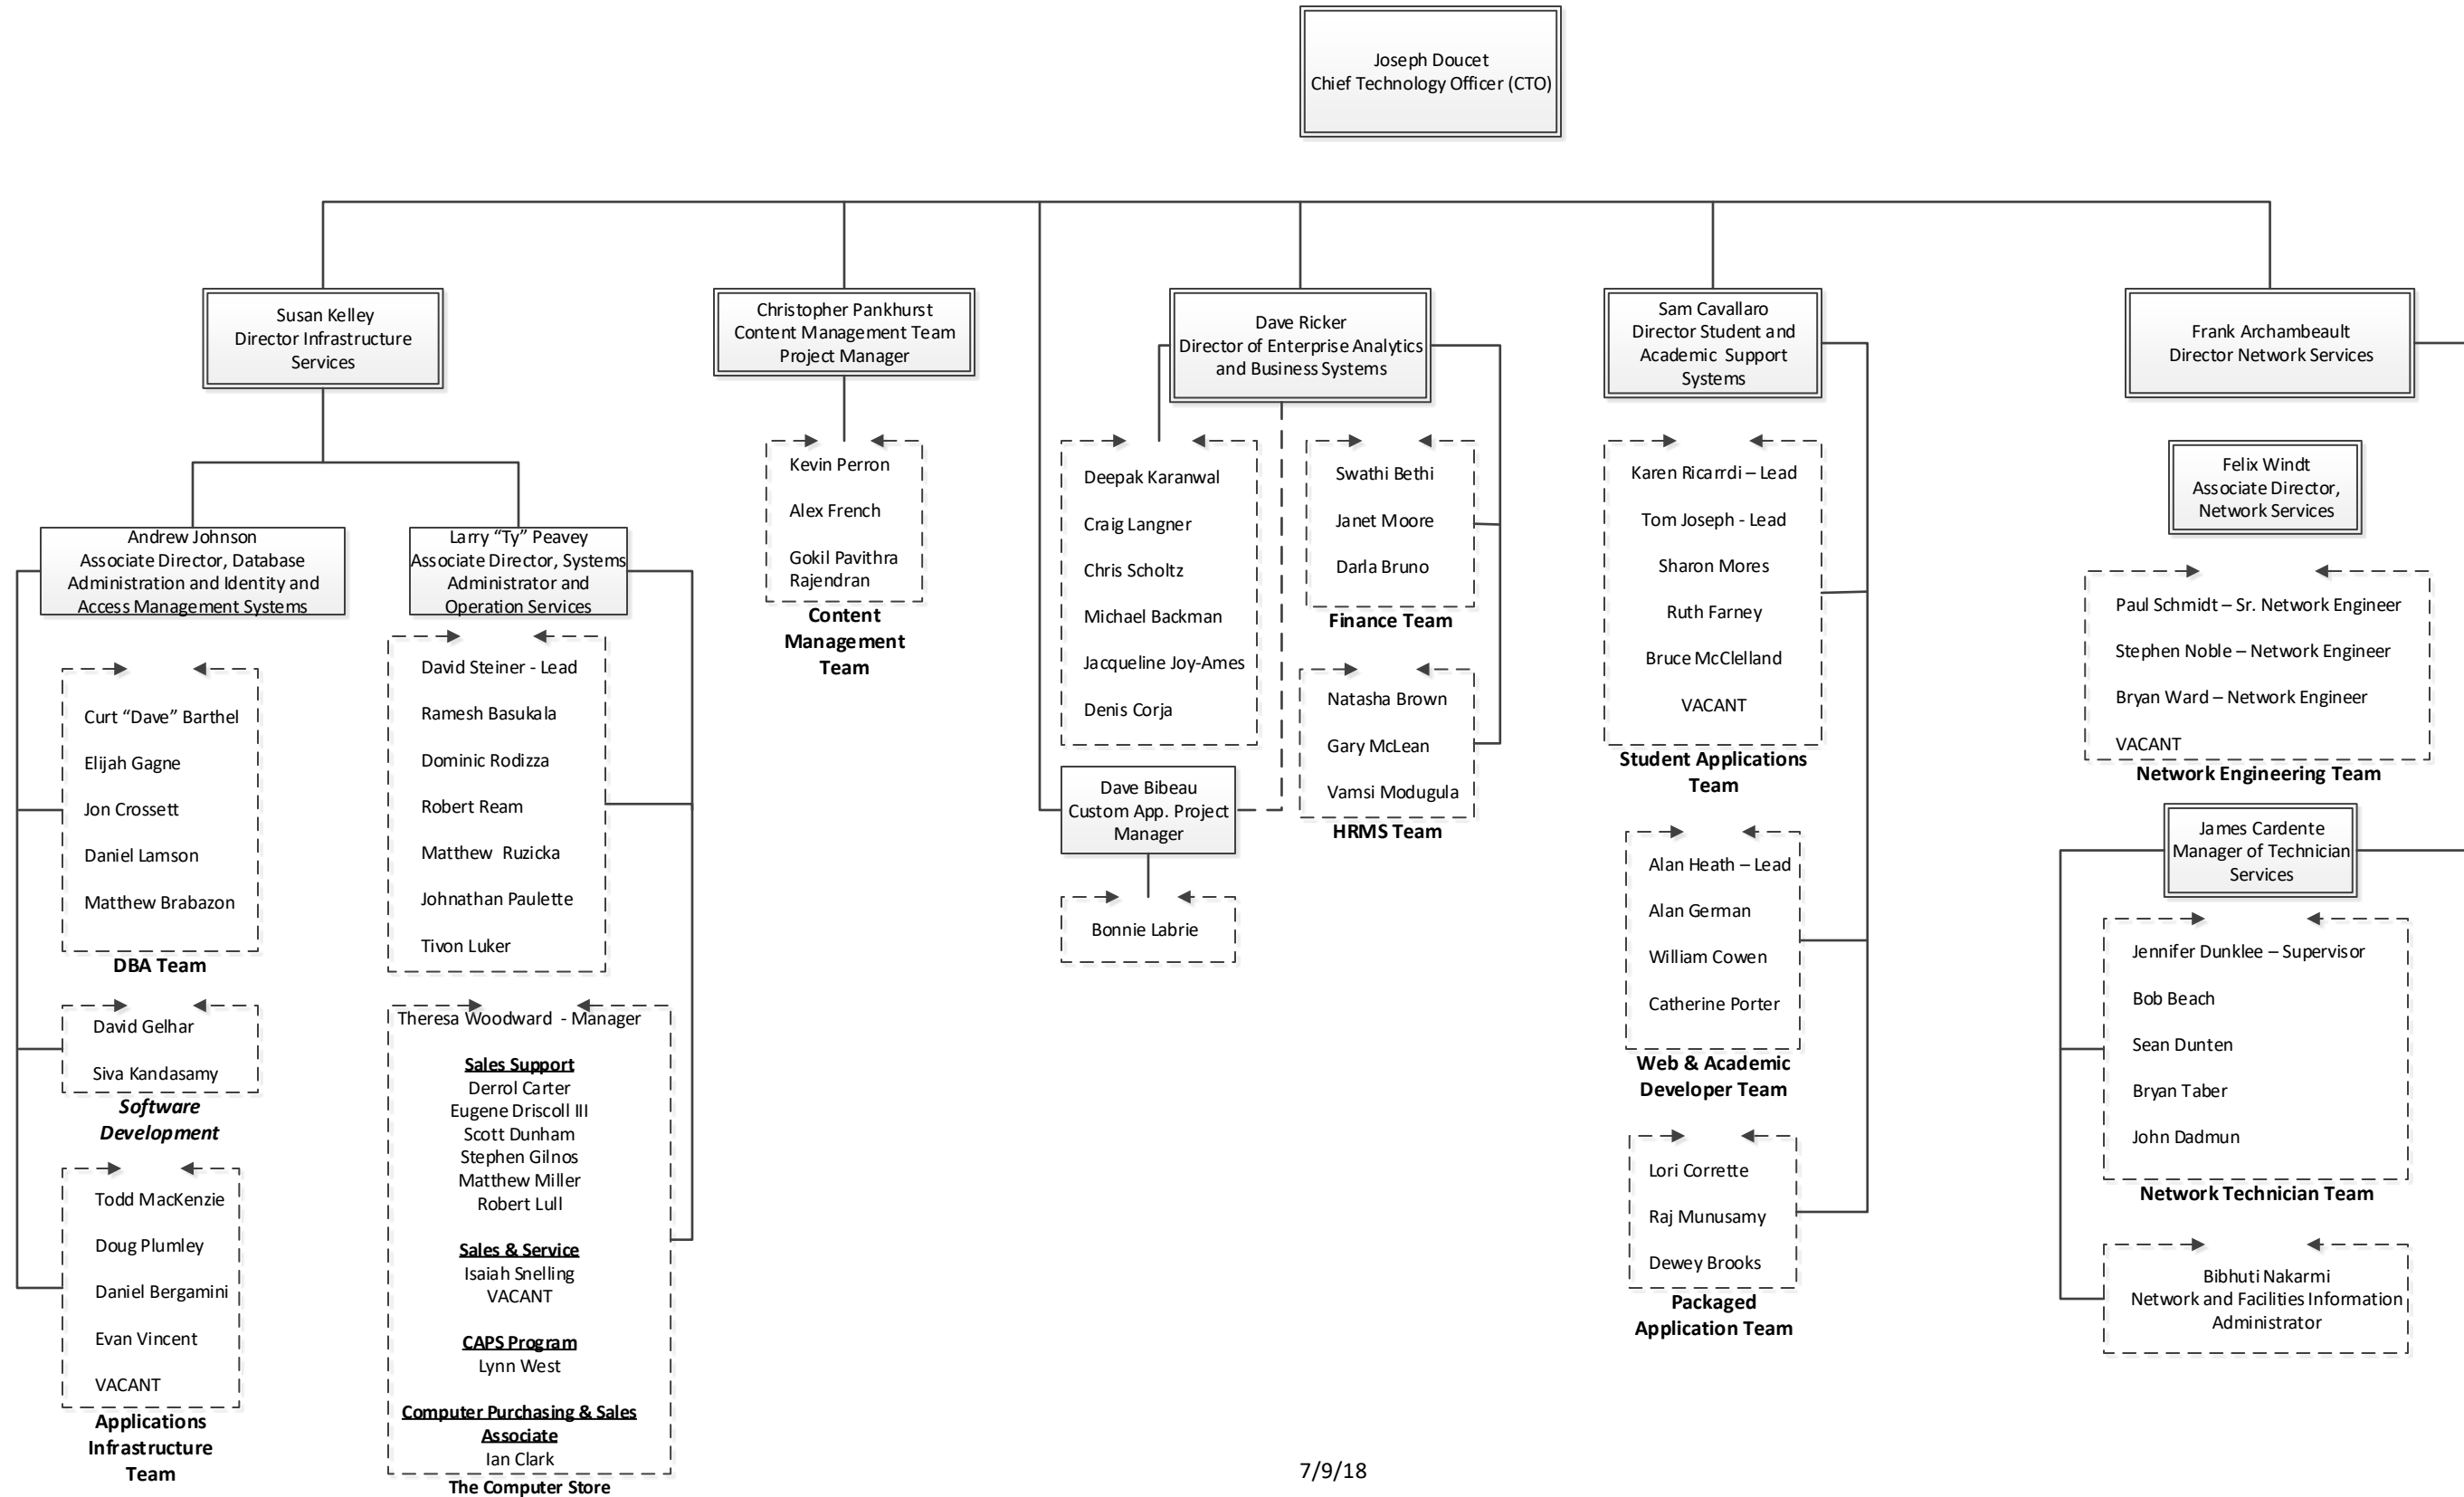 Joseph Doucet
Chief Technology Officer (CTO)
Susan Kelley
Director Infrastructure
Services
Christopher Pankhurst
Content Management Team
Project Manager
Dave Ricker
Director of Enterprise Analytics
and Business Systems
Sam Cavallaro
Director Student and
Academic Support
Systems
Frank Archambeault
Director Network Services
Andrew Johnson
Associate Director, Database
Administration and Identity and
Access Management Systems
Curt “Dave” Barthel
Elijah Gagne
Jon Crossett
Daniel Lamson
Matthew Brabazon
DBA Team
David Gelhar
Siva Kandasamy
Software
Development
Todd MacKenzie
Doug Plumley
Daniel Bergamini
Evan Vincent
VACANT
Applications
Infrastructure
Team
Larry “Ty” Peavey
Associate Director, Systems
Administrator and
Operation Services
David Steiner - Lead
Ramesh Basukala
Dominic Rodizza
Robert Ream
Matthew Ruzicka
Johnathan Paulette
Tivon Luker
Theresa Woodward - Manager
Sales Support
Derrol Carter
Eugene Driscoll III
Scott Dunham
Stephen Gilnos
Matthew Miller
Robert Lull
Sales & Service
Isaiah Snelling
VACANT
CAPS Program
Lynn West
Computer Purchasing & Sales
Associate
Ian Clark
The Computer Store
Kevin Perron
Alex French
Gokil Pavithra
Rajendran
Content
Management
Team
Deepak Karanwal
Craig Langner
Chris Scholtz
Michael Backman
Jacqueline Joy-Ames
Denis Corja
Dave Bibeau
Custom App. Project
Manager
Bonnie Labrie
Swathi Bethi
Janet Moore
Darla Bruno
Finance Team
Natasha Brown
Gary McLean
Vamsi Modugula
HRMS Team
Karen Ricarrdi – Lead
Tom Joseph - Lead
Sharon Mores
Ruth Farney
Bruce McClelland
VACANT
Student Applications
Team
Alan Heath – Lead
Alan German
William Cowen
Catherine Porter
Web & Academic
Developer Team
Lori Corrette
Raj Munusamy
Dewey Brooks
Packaged
Application Team
Felix Windt
Associate Director,
Network Services
Paul Schmidt – Sr. Network Engineer
Stephen Noble – Network Engineer
Bryan Ward – Network Engineer
VACANT
Network Engineering Team
James Cardente
Manager of Technician
Services
Jennifer Dunklee – Supervisor
Bob Beach
Sean Dunten
Bryan Taber
John Dadmun
Network Technician Team
Bibhuti Nakarmi
Network and Facilities Information
Administrator
7/9/18